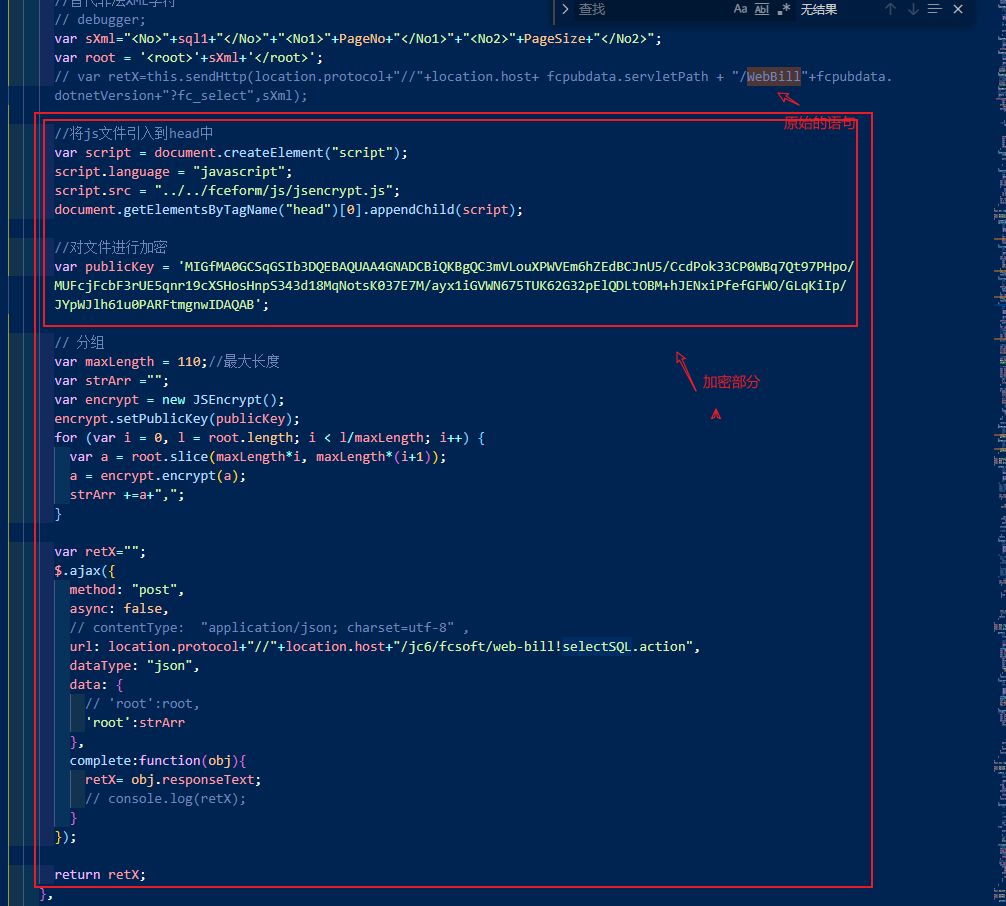 //替代非法XML字符
> 查找 Aa Abl .* 无结果
// debugger;
var sXml="<No>"+sql1+"</No>"+"<No1>"+PageNo+"</No1>"+"<No2>"+PageSize+"</No2>";
var root = '<root>'+sXml+'</root>';
// var retX=this.sendHttp(location.protocol+"//"+location.host+ fcpubdata.servletPath + "/WebBill"+fcpubdata.
dotnetVersion+"?fc_select",sXml);
原始的语句
//将js文件引入到head中
var script = document.createElement("script");
script.language = "javascript";
script.src = "../../fceform/js/jsencrypt.js";
document.getElementsByTagName("head")[0].appendChild(script);
//对文件进行加密
var publicKey = 'MIGfMA0GCSqGSIb3DQEBAQUAA4GNADCBiQKBgQC3mVLouXPWVEm6hZEdBCJnU5/CcdPok33CP0WBq7Qt97PHpo/
MUFcjFcbF3rUE5qnr19cXSHosHnpS343d18MqNotsK037E7M/ayx1iGVWN675TUK62G32pElQDLtOBM+hJENxiPfefGFWO/GLqKiIp/
JYpWJlh61u0PARFtmgnwIDAQAB';
// 分组
var maxLength = 110;//最大长度
var strArr ="";
加密部分
var encrypt = new JSEncrypt();
encrypt.setPublicKey(publicKey);
for (var i = 0, l = root.length; i < l/maxLength; i++) {
var a = root.slice(maxLength*i, maxLength*(i+1));
a = encrypt.encrypt(a);
strArr +=a+",";
}
var retX="";
$.ajax({
method: "post",
async: false,
// contentType:  "application/json; charset=utf-8" ,
url: location.protocol+"//"+location.host+"/jc6/fcsoft/web-bill!selectSQL.action",
dataType: "json",
data: {
// 'root':root,
'root':strArr
},
complete:function(obj){
retX= obj.responseText;
// console.log(retX);
}
});
return retX;
},